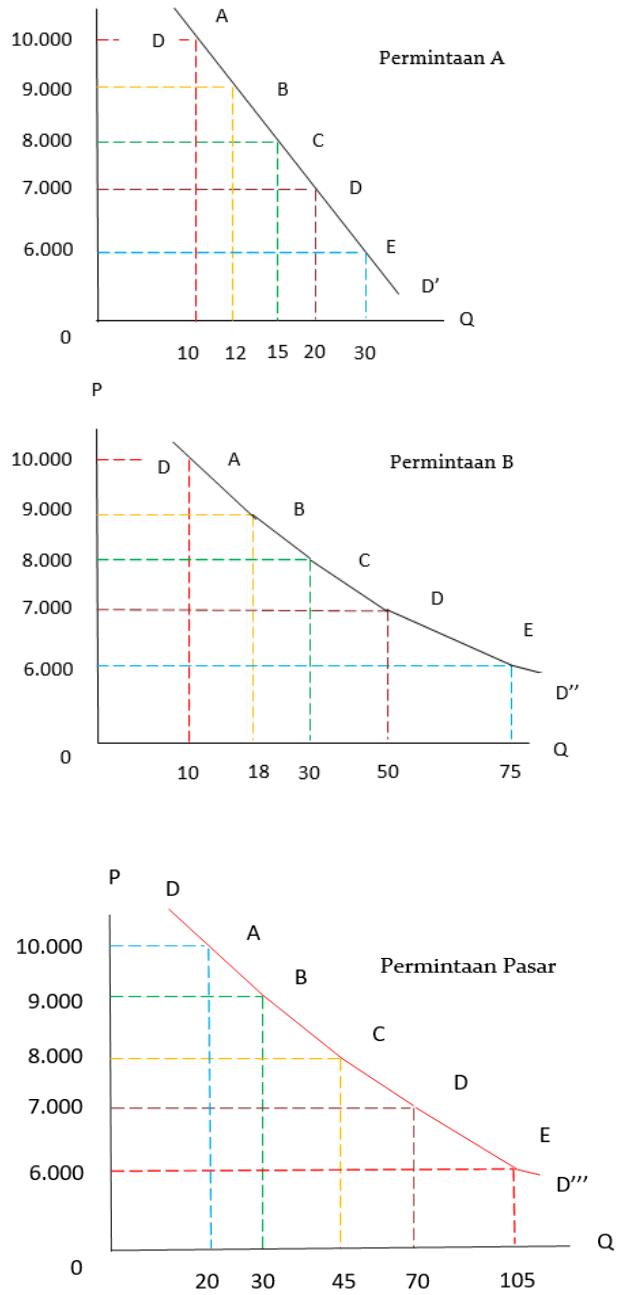 A
10.000
D
Permintaan A
9.000
B
8.000
C
7.000
D
6.000
E
D’
Q
0
10 12 15 20 30
P
10.000
D
A
Permintaan B
9.000
B
8.000
C
7.000
D
E
6.000
D’’
Q
0
10 18 30 50 75
P
D
10.000
A
Permintaan Pasar
9.000
B
8.000
C
7.000
D
E
6.000
D’’’
Q
0
20 30 45 70 105